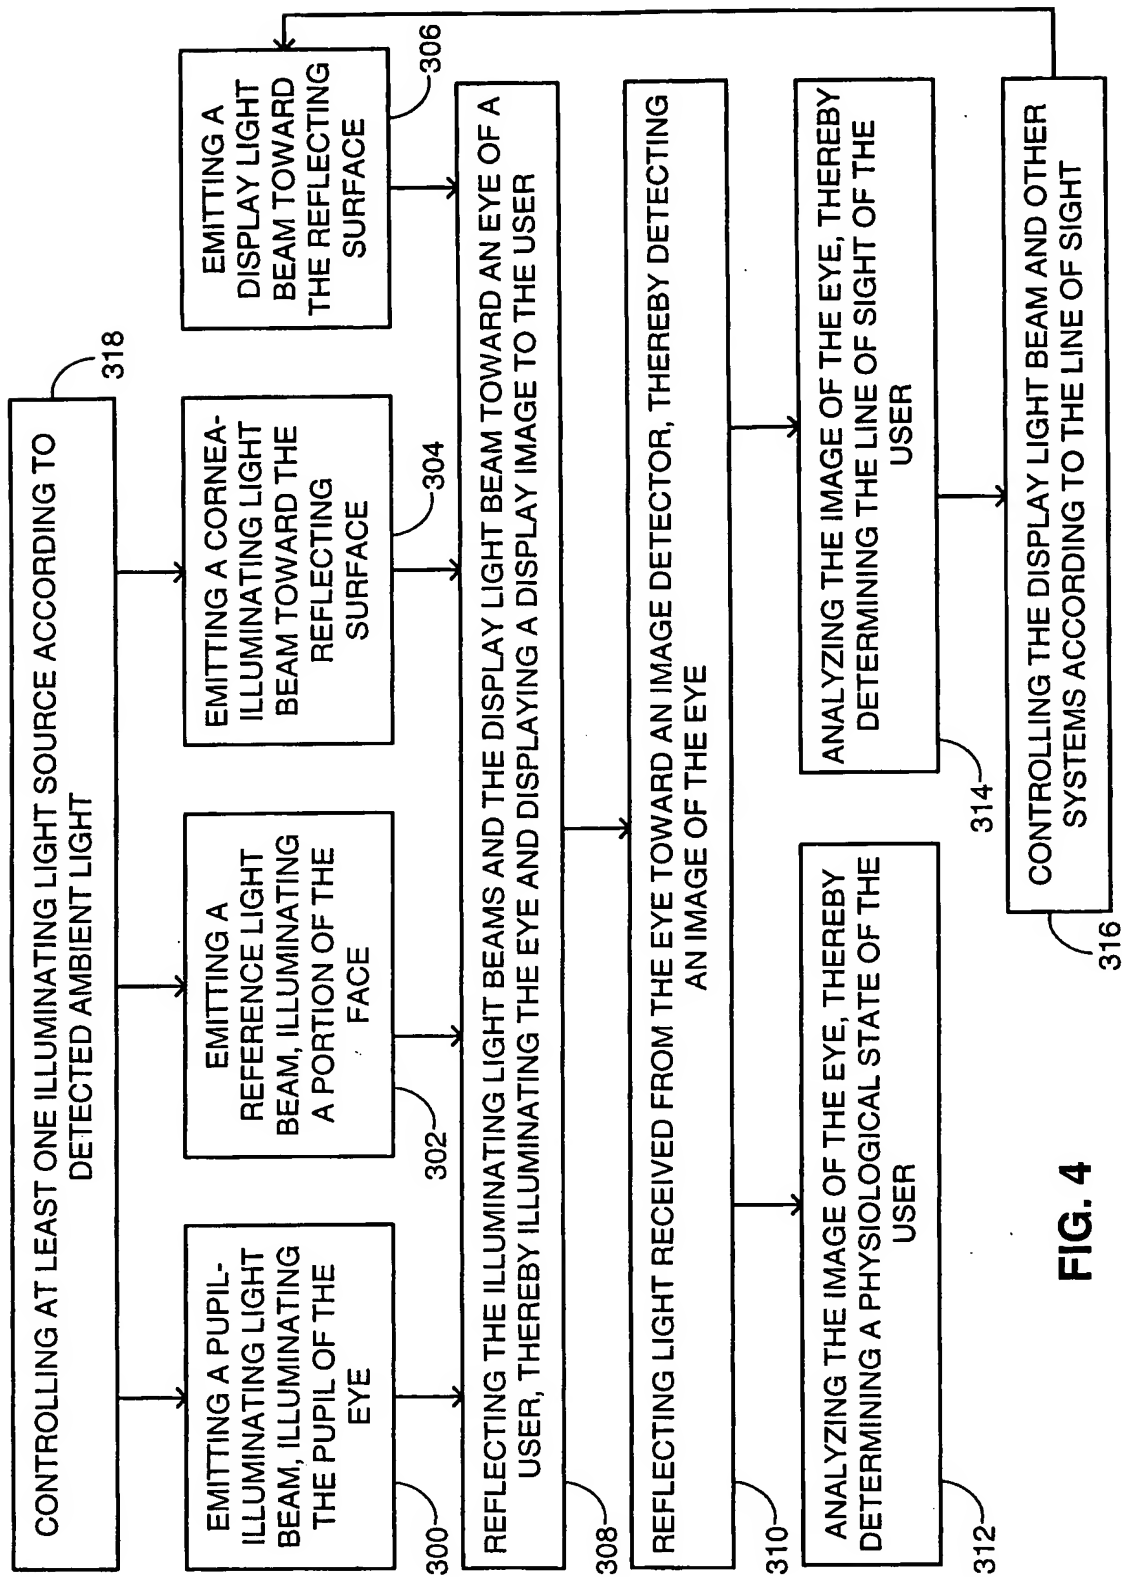 CONTROLLING AT LEAST ONE ILLUMINATING LIGHT SOURCE ACCORDING TO
DETECTED AMBIENT LIGHT
318
EMITTING A PUPIL-
ILLUMINATING LIGHT
BEAM, ILLUMINATING
THE PUPIL OF THE
EYE
300
EMITTING A
REFERENCE LIGHT
BEAM, ILLUMINATING
A PORTION OF THE
FACE
302
EMITTING A CORNEA-
ILLUMINATING LIGHT
BEAM TOWARD THE
REFLECTING
SURFACE
304
EMITTING A
DISPLAY LIGHT
BEAM TOWARD
THE REFLECTING
SURFACE
306
REFLECTING THE ILLUMINATING LIGHT BEAMS AND THE DISPLAY LIGHT BEAM TOWARD AN EYE OF A
USER, THEREBY ILLUMINATING THE EYE AND DISPLAYING A DISPLAY IMAGE TO THE USER
308
REFLECTING LIGHT RECEIVED FROM THE EYE TOWARD AN IMAGE DETECTOR, THEREBY DETECTING
AN IMAGE OF THE EYE
310
ANALYZING THE IMAGE OF THE EYE, THEREBY
DETERMINING A PHYSIOLOGICAL STATE OF THE
USER
312
ANALYZING THE IMAGE OF THE EYE, THEREBY
DETERMINING THE LINE OF SIGHT OF THE
USER
314
CONTROLLING THE DISPLAY LIGHT BEAM AND OTHER
SYSTEMS ACCORDING TO THE LINE OF SIGHT
316
FIG. 4